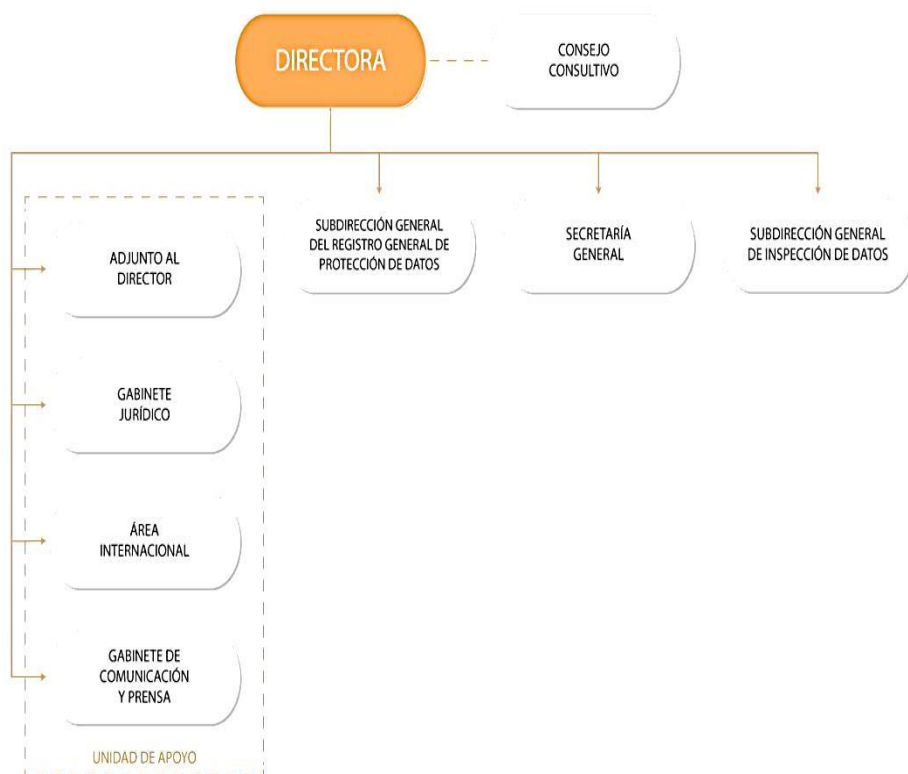 DIRECTORA
CONSEJO
CONSULTIVO
SUBDIRECCIÓN GENERAL
DEL REGISTRO GENERAL DE
PROTECCIÓN DE DATOS
SECRETARÍA
GENERAL
SUBDIRECCIÓN GENERAL
DE INSPECCIÓN DE DATOS
ADJUNTO AL
DIRECTOR
GABINETE
JURÍDICO
ÁREA
INTERNACIONAL
GABINETE DE
COMUNICACIÓN
Y PRENSA
UNIDAD DE APOYO